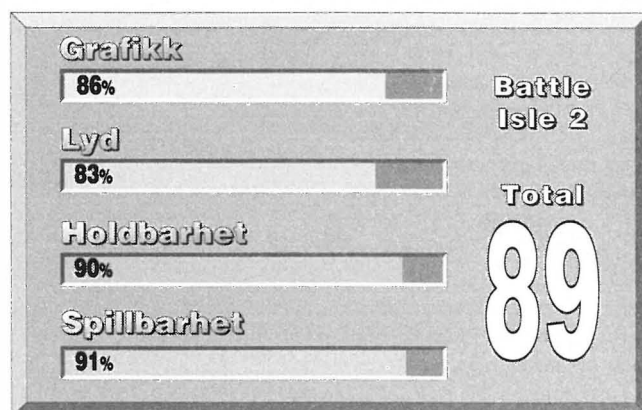 Grafikk
86%
Lyd
83%
Holdbarhet
90%
Spillbarhet
91%
Battle
Isle 2
Total
89